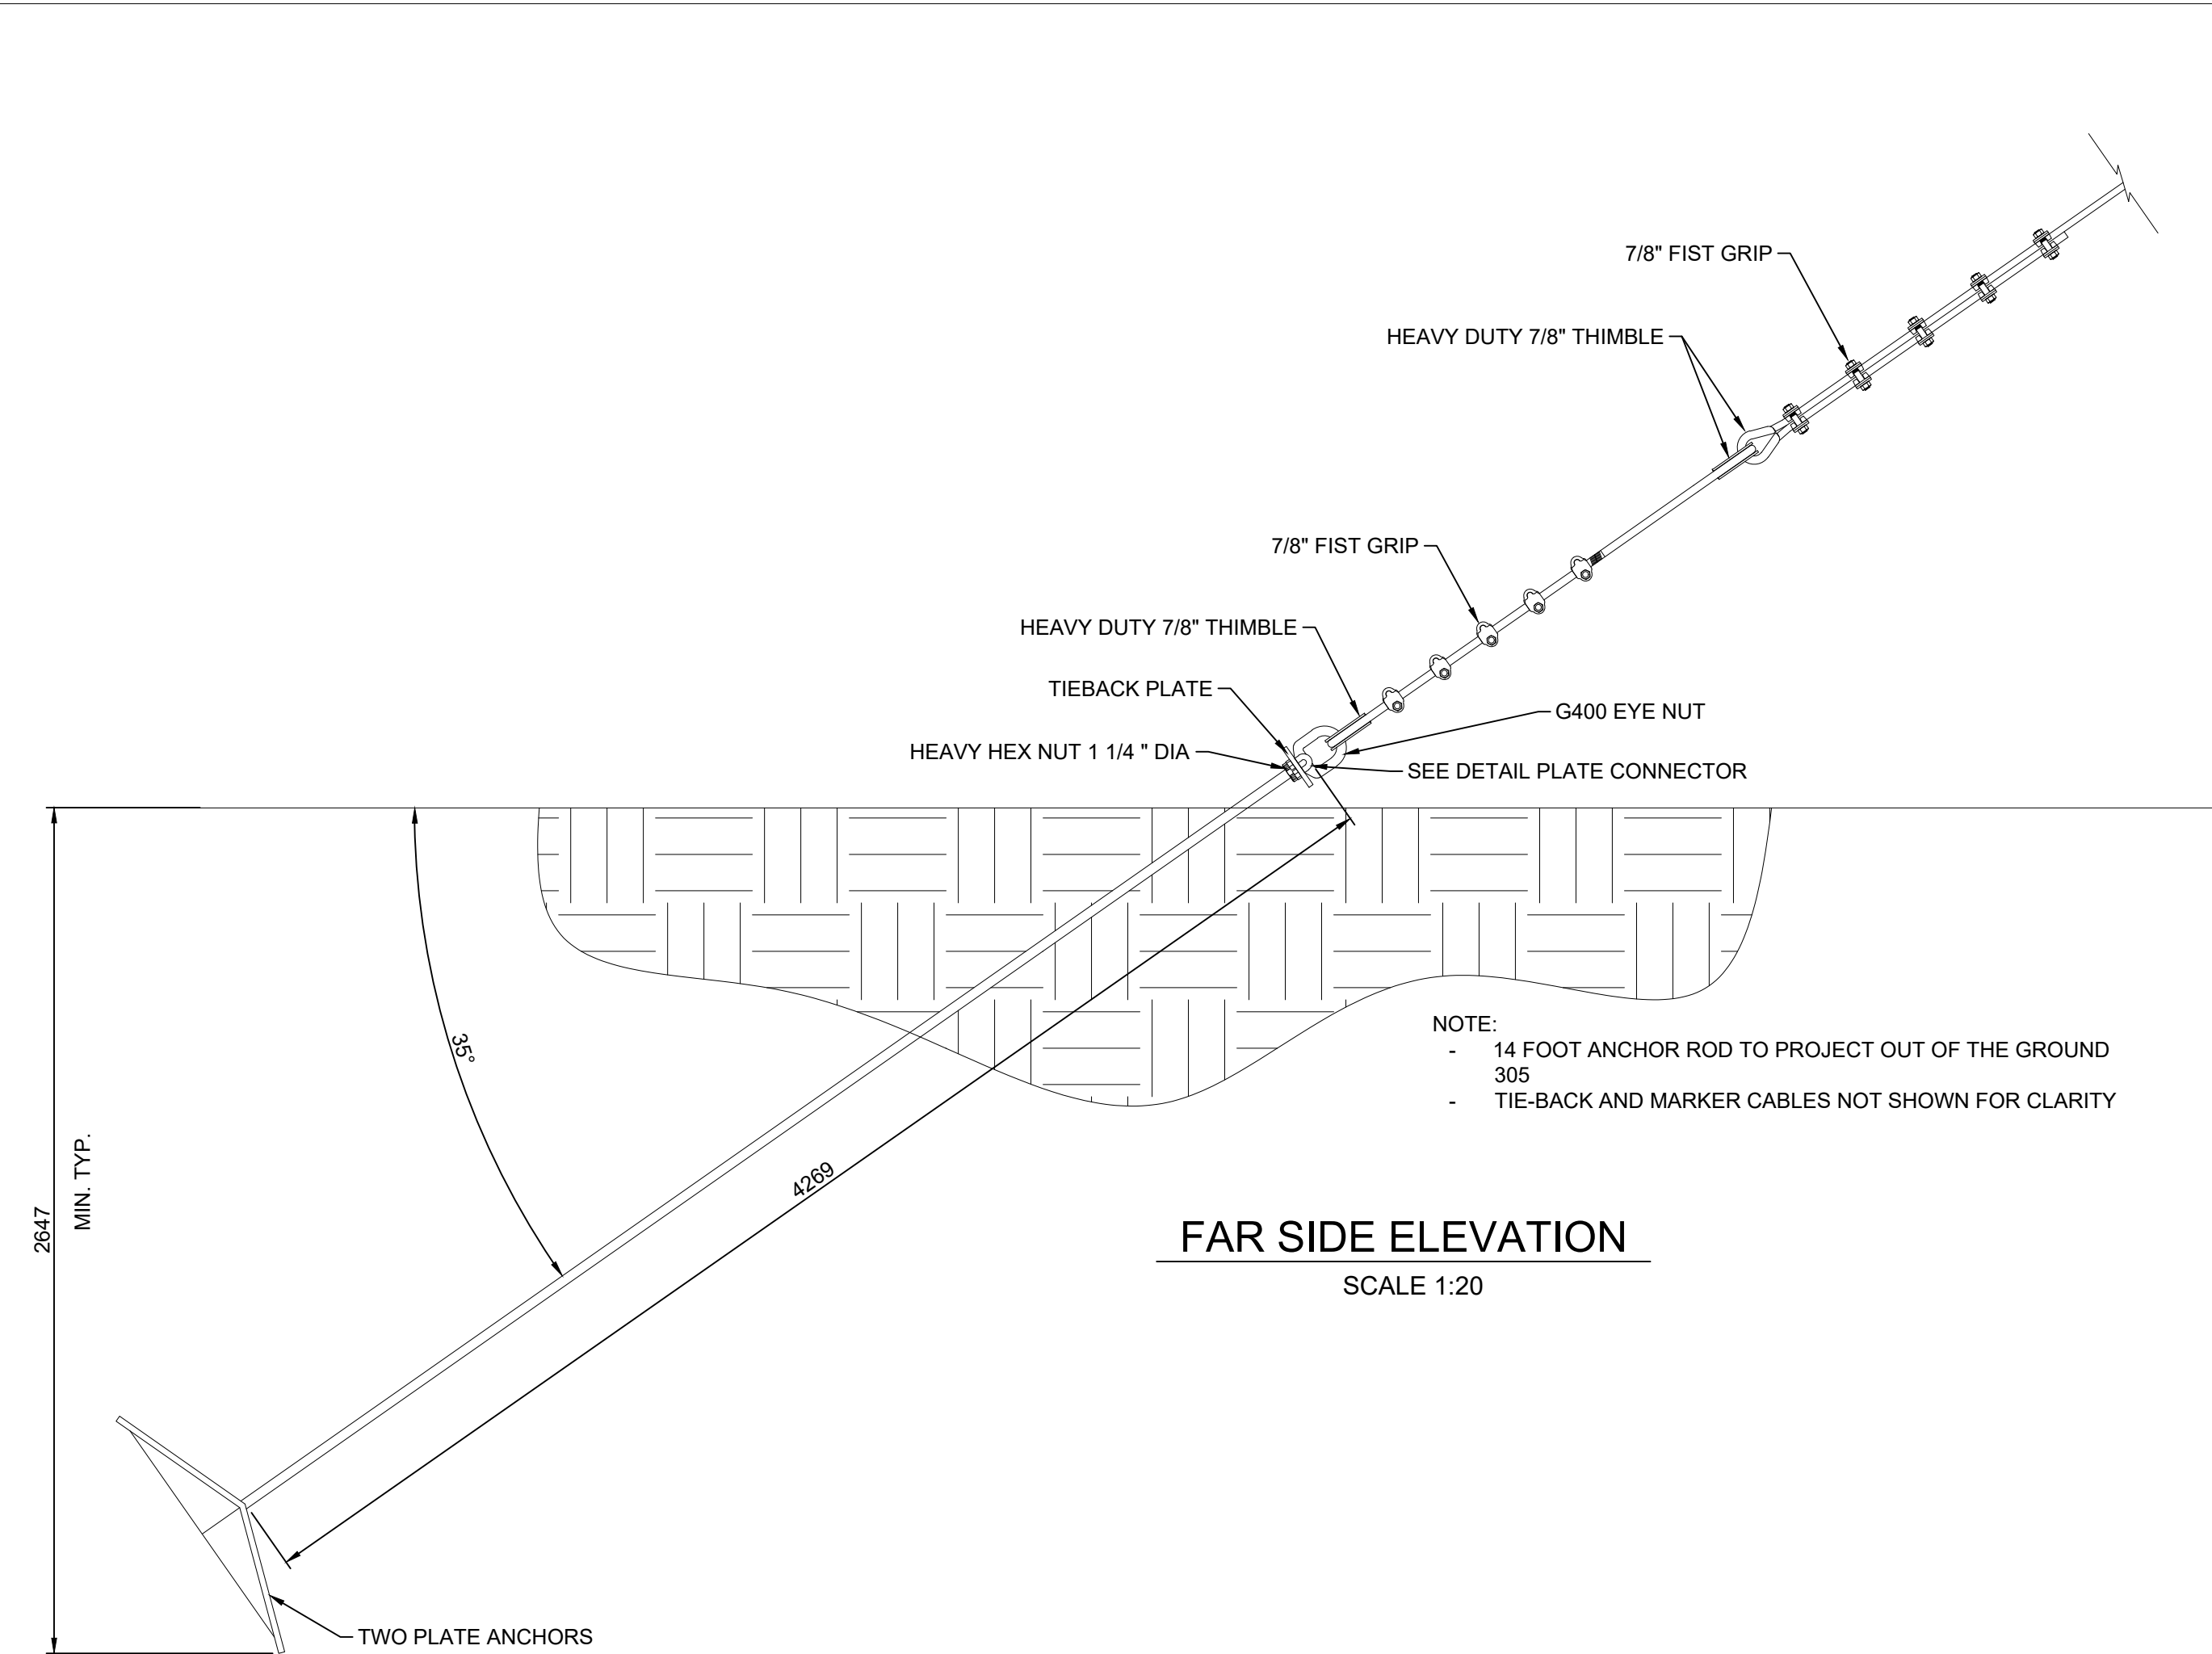 7/8" FIST GRIP
HEAVY DUTY 7/8" THIMBLE
7/8" FIST GRIP
HEAVY DUTY 7/8" THIMBLE
TIEBACK PLATE
G400 EYE NUT
HEAVY HEX NUT 1 1/4 " DIA
SEE DETAIL PLATE CONNECTOR
35°
NOTE:
- 14 FOOT ANCHOR ROD TO PROJECT OUT OF THE GROUND
305
- TIE-BACK AND MARKER CABLES NOT SHOWN FOR CLARITY
2647
MIN. TYP.
4269
FAR SIDE ELEVATION
SCALE 1:20
TWO PLATE ANCHORS